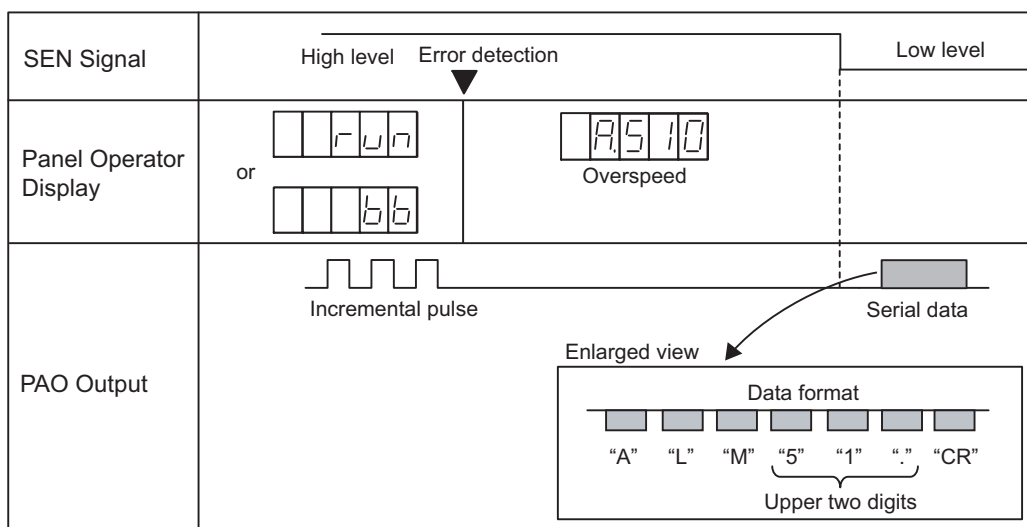 SEN Signal
High level
Error detection
Low level
Panel Operator
Display
or
run
bb
A.510
Overspeed
PAO Output
Incremental pulse
Serial data
Enlarged view
Data format
“A” “L” “M” “5” “1” “.” “CR”
Upper two digits